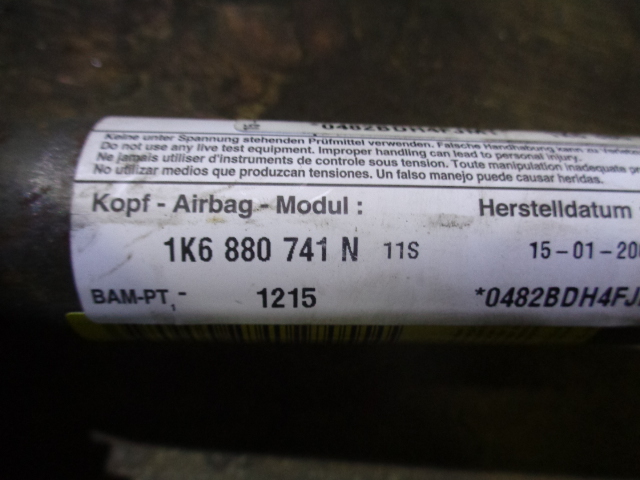 *0482BDH4FJ
Keine unter Spannung stehenden Prüfmittel verwenden. Falsche Handhabung kann zu
Do not use any live test equipment. Improper handling can lead to personal injury.
Ne jamais utiliser d'instruments de controle sous tension. Toute manipulation inadequate
No utilizar medios que produzcan tensiones. Un falso manejo puede causar heridas.
Kopf - Airbag - Modul : Herstelldatum
1K6 880 741 N 11S 15-01-20
BAM-PT,- 1215 *0482BDH4FJ